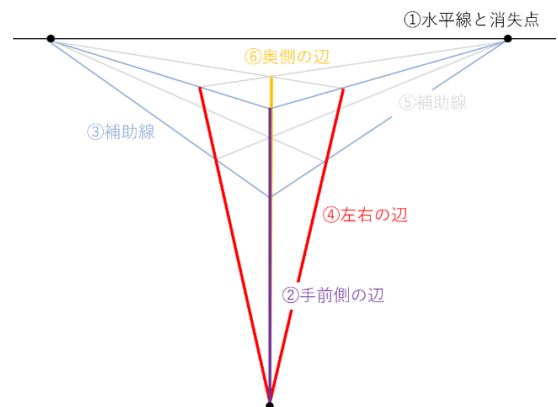 ①水平線と消失点
⑥奥側の辺
⑤補助線
③補助線
④左右の辺
②手前側の辺